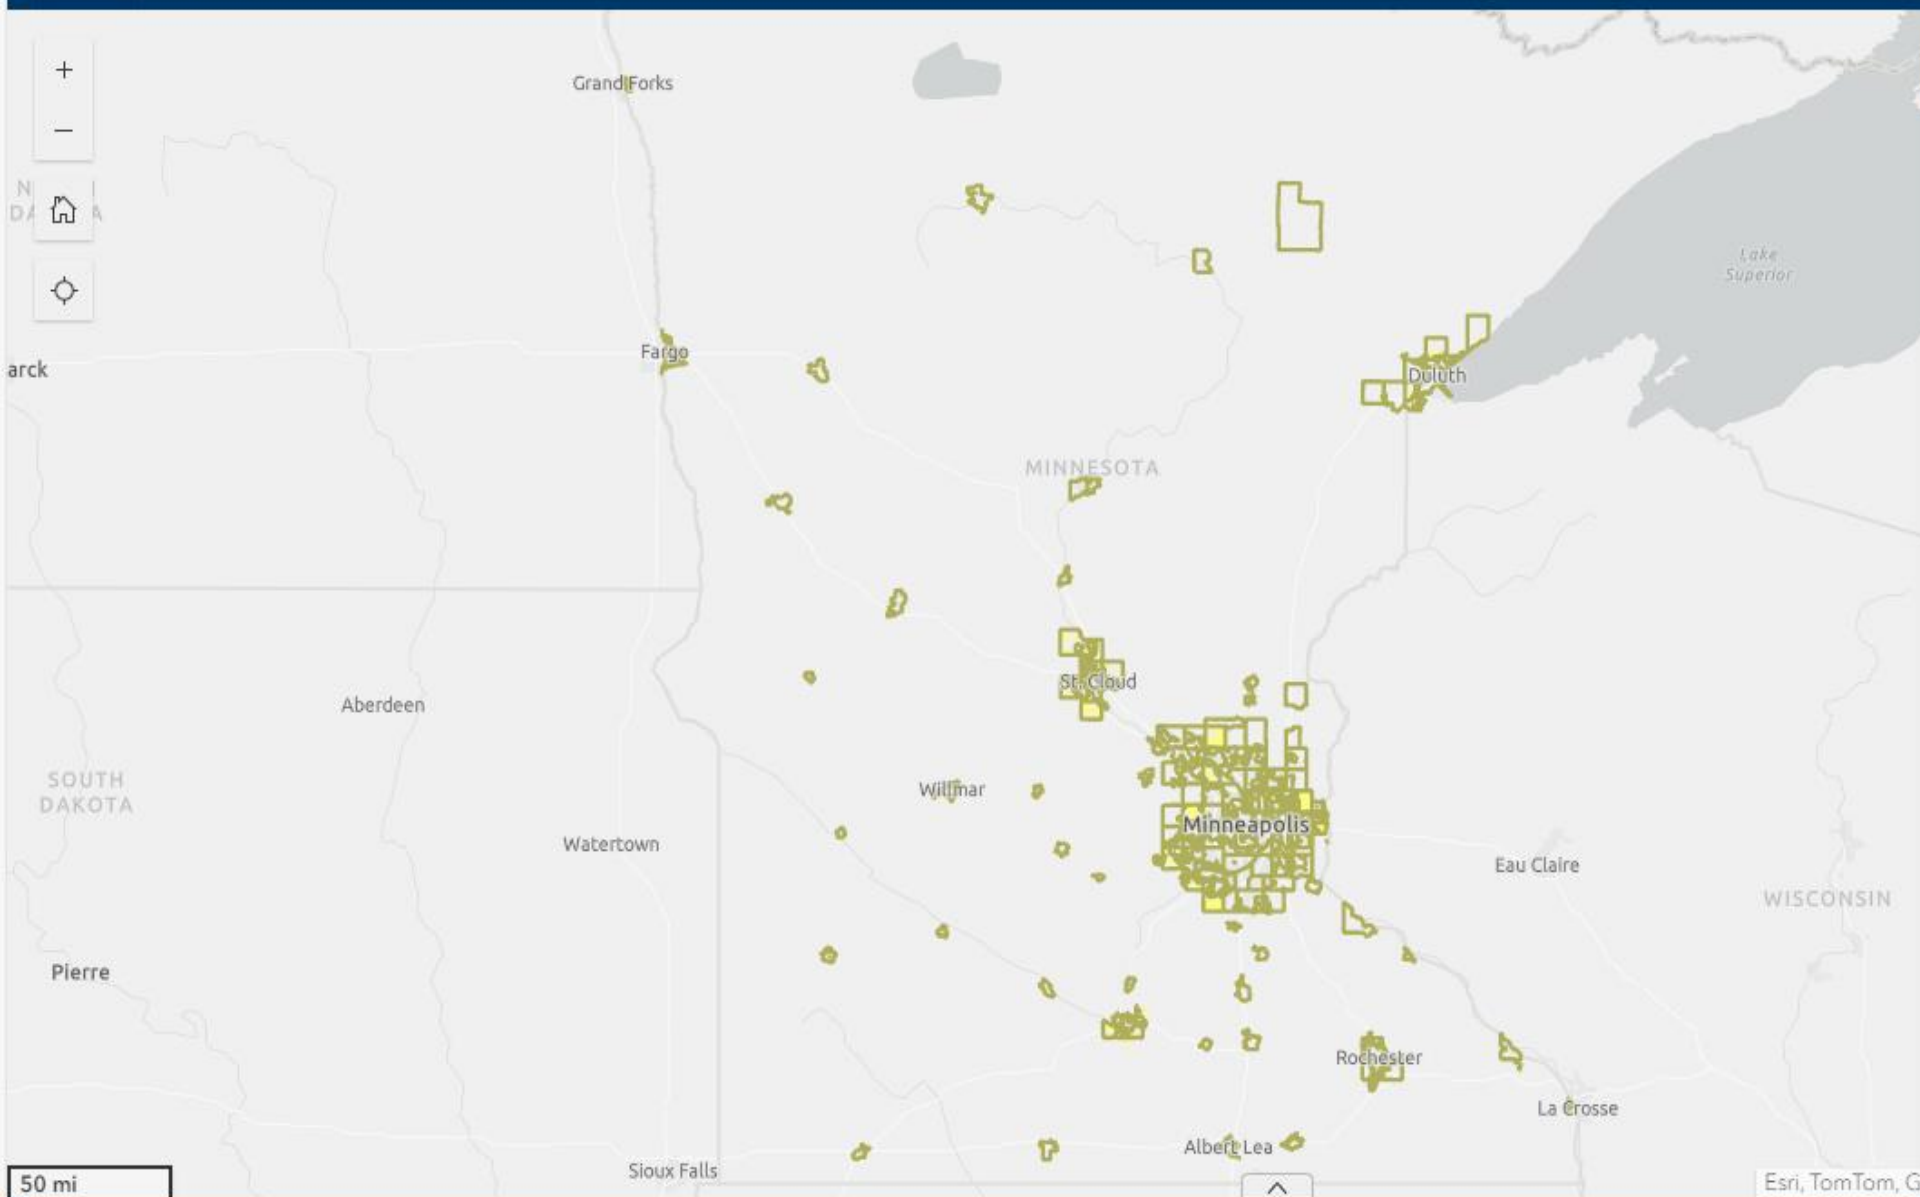 Grand Forks
N
DA A
Lake
Superior
Fargo
arck
Duluth
MINNESOTA
St. Cloud
Aberdeen
SOUTH
DAKOTA
Willmar
Minneapolis
Watertown
Eau Claire
WISCONSIN
Pierre
Rochester
La Crosse
Albert Lea
Sioux Falls
50 mi
Esri, TomTom, G